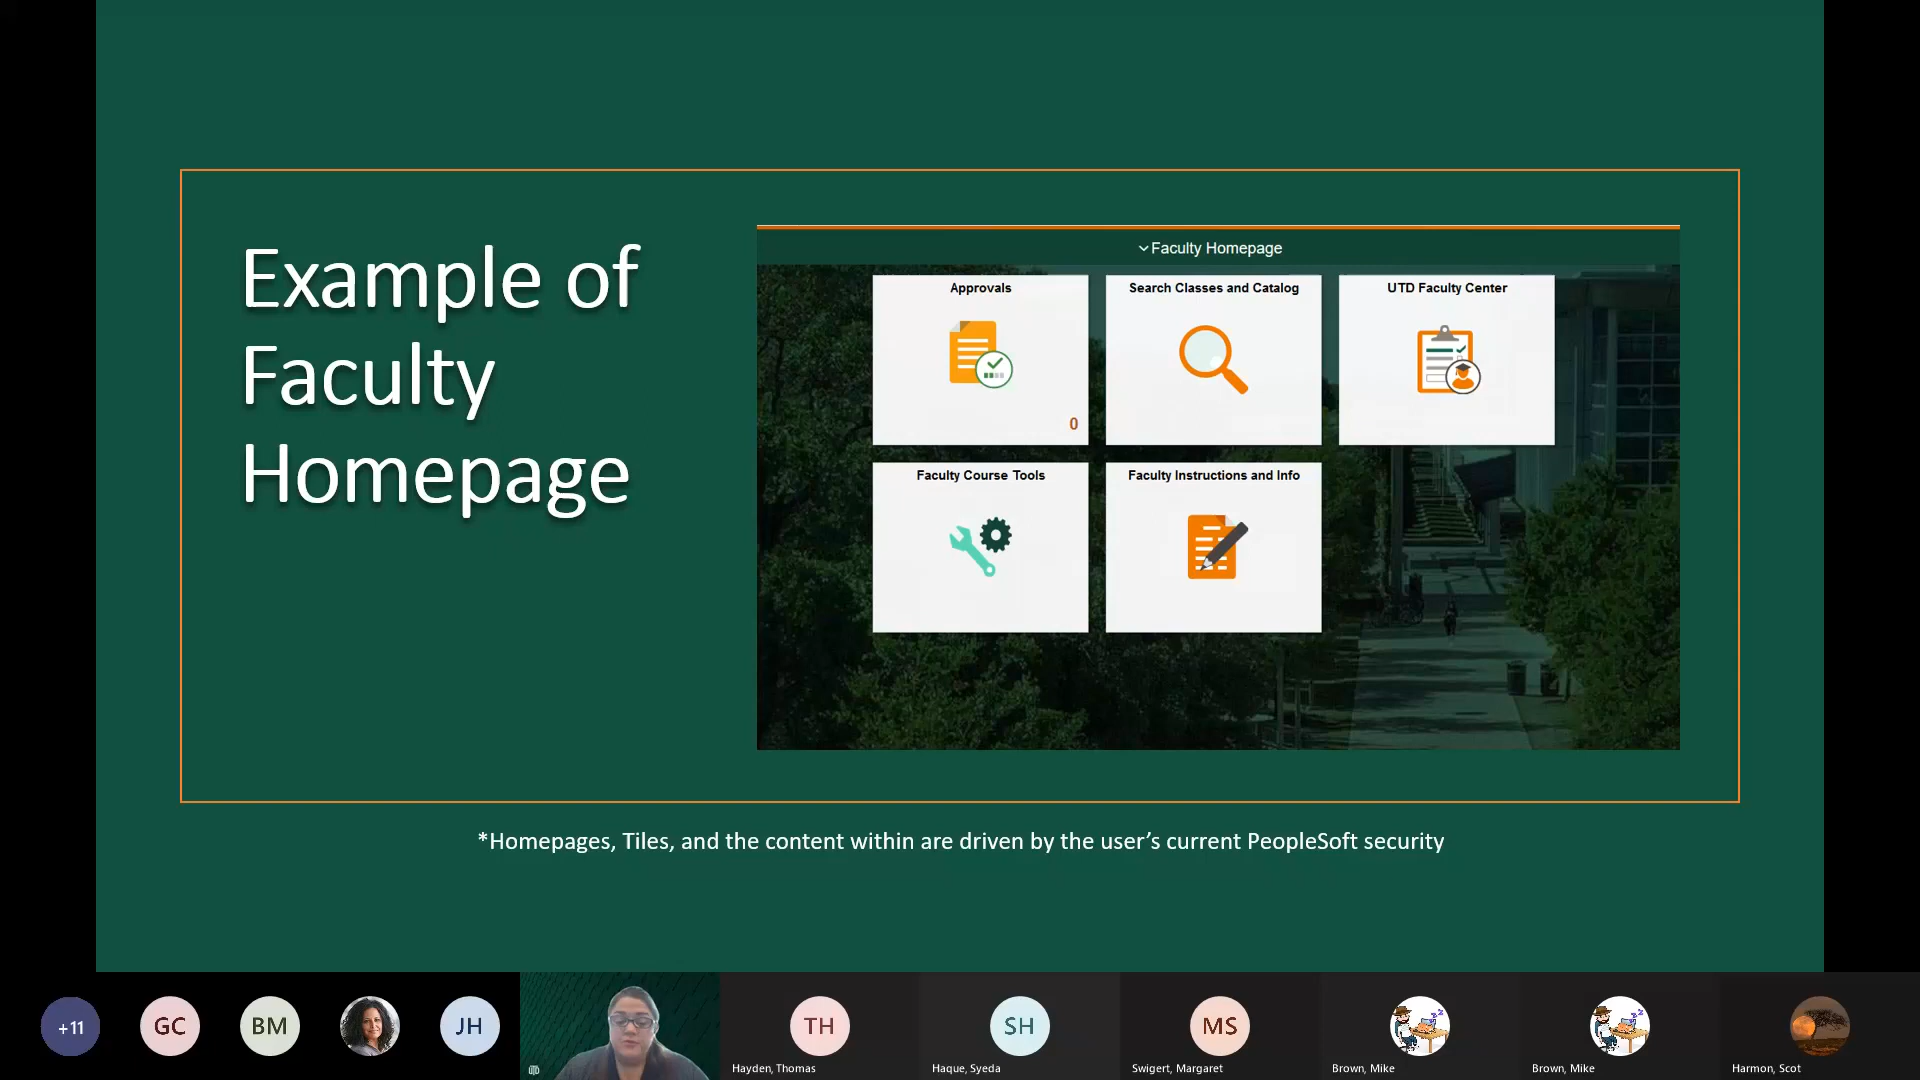 Example of
Faculty
Homepage
Faculty Homepage
Approvals
0
Search Classes and Catalog
UTD Faculty Center
Faculty Course Tools
Faculty Instructions and Info
*Homepages, Tiles, and the content within are driven by the user’s current PeopleSoft security
+11
GC
BM
JH
UTD
TH
Hayden, Thomas
SH
Haque, Syeda
MS
Swigert, Margaret
Brown, Mike
Brown, Mike
Harmon, Scot